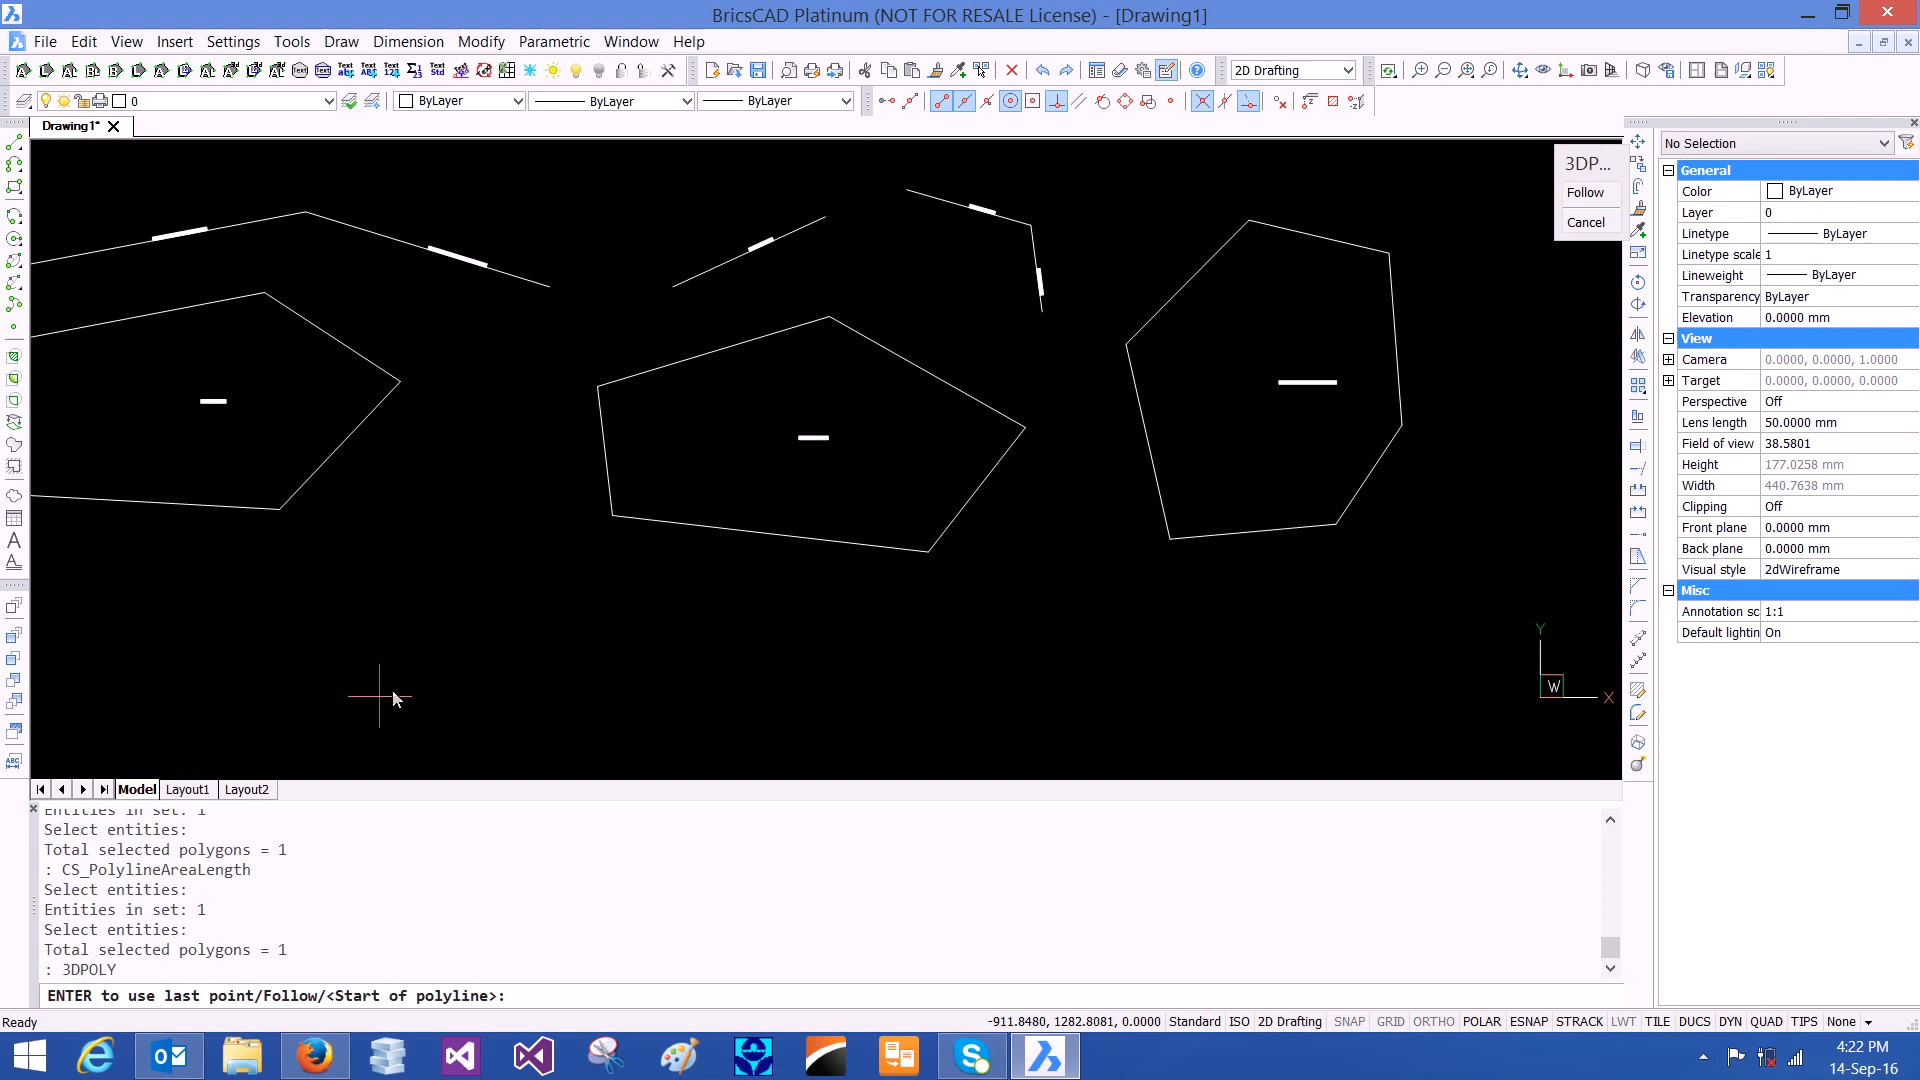 BricsCAD Platinum (NOT FOR RESALE License) - [Drawing1]
File Edit View Insert Settings Tools Draw Dimension Modify Parametric Window Help
2D Drafting
0 ByLayer ByLayer ByLayer
Drawing1*
3DP...
Follow
Cancel
No Selection
General
Color ByLayer
Layer 0
Linetype ByLayer
Linetype scale 1
Lineweight ByLayer
Transparency ByLayer
Elevation 0.0000 mm
View
Camera 0.0000, 0.0000, 1.0000
Target 0.0000, 0.0000, 0.0000
Perspective Off
Lens length 50.0000 mm
Field of view 38.5801
Height 177.0258 mm
Width 440.7638 mm
Clipping Off
Front plane 0.0000 mm
Back plane 0.0000 mm
Visual style 2dWireframe
Misc
Annotation sc 1:1
Default lightin On
Y
W
X
Model Layout1 Layout2
Entities in set: 1
Select entities:
Total selected polygons = 1
: CS_PolylineAreaLength
Select entities:
Entities in set: 1
Select entities:
Total selected polygons = 1
: 3DPOLY
ENTER to use last point/Follow/<Start of polyline>:
Ready
-911.8480, 1282.8081, 0.0000 Standard ISO 2D Drafting SNAP GRID ORTHO POLAR ESNAP STRACK LWT TILE DUCS DYN QUAD TIPS None
4:22 PM
14-Sep-16